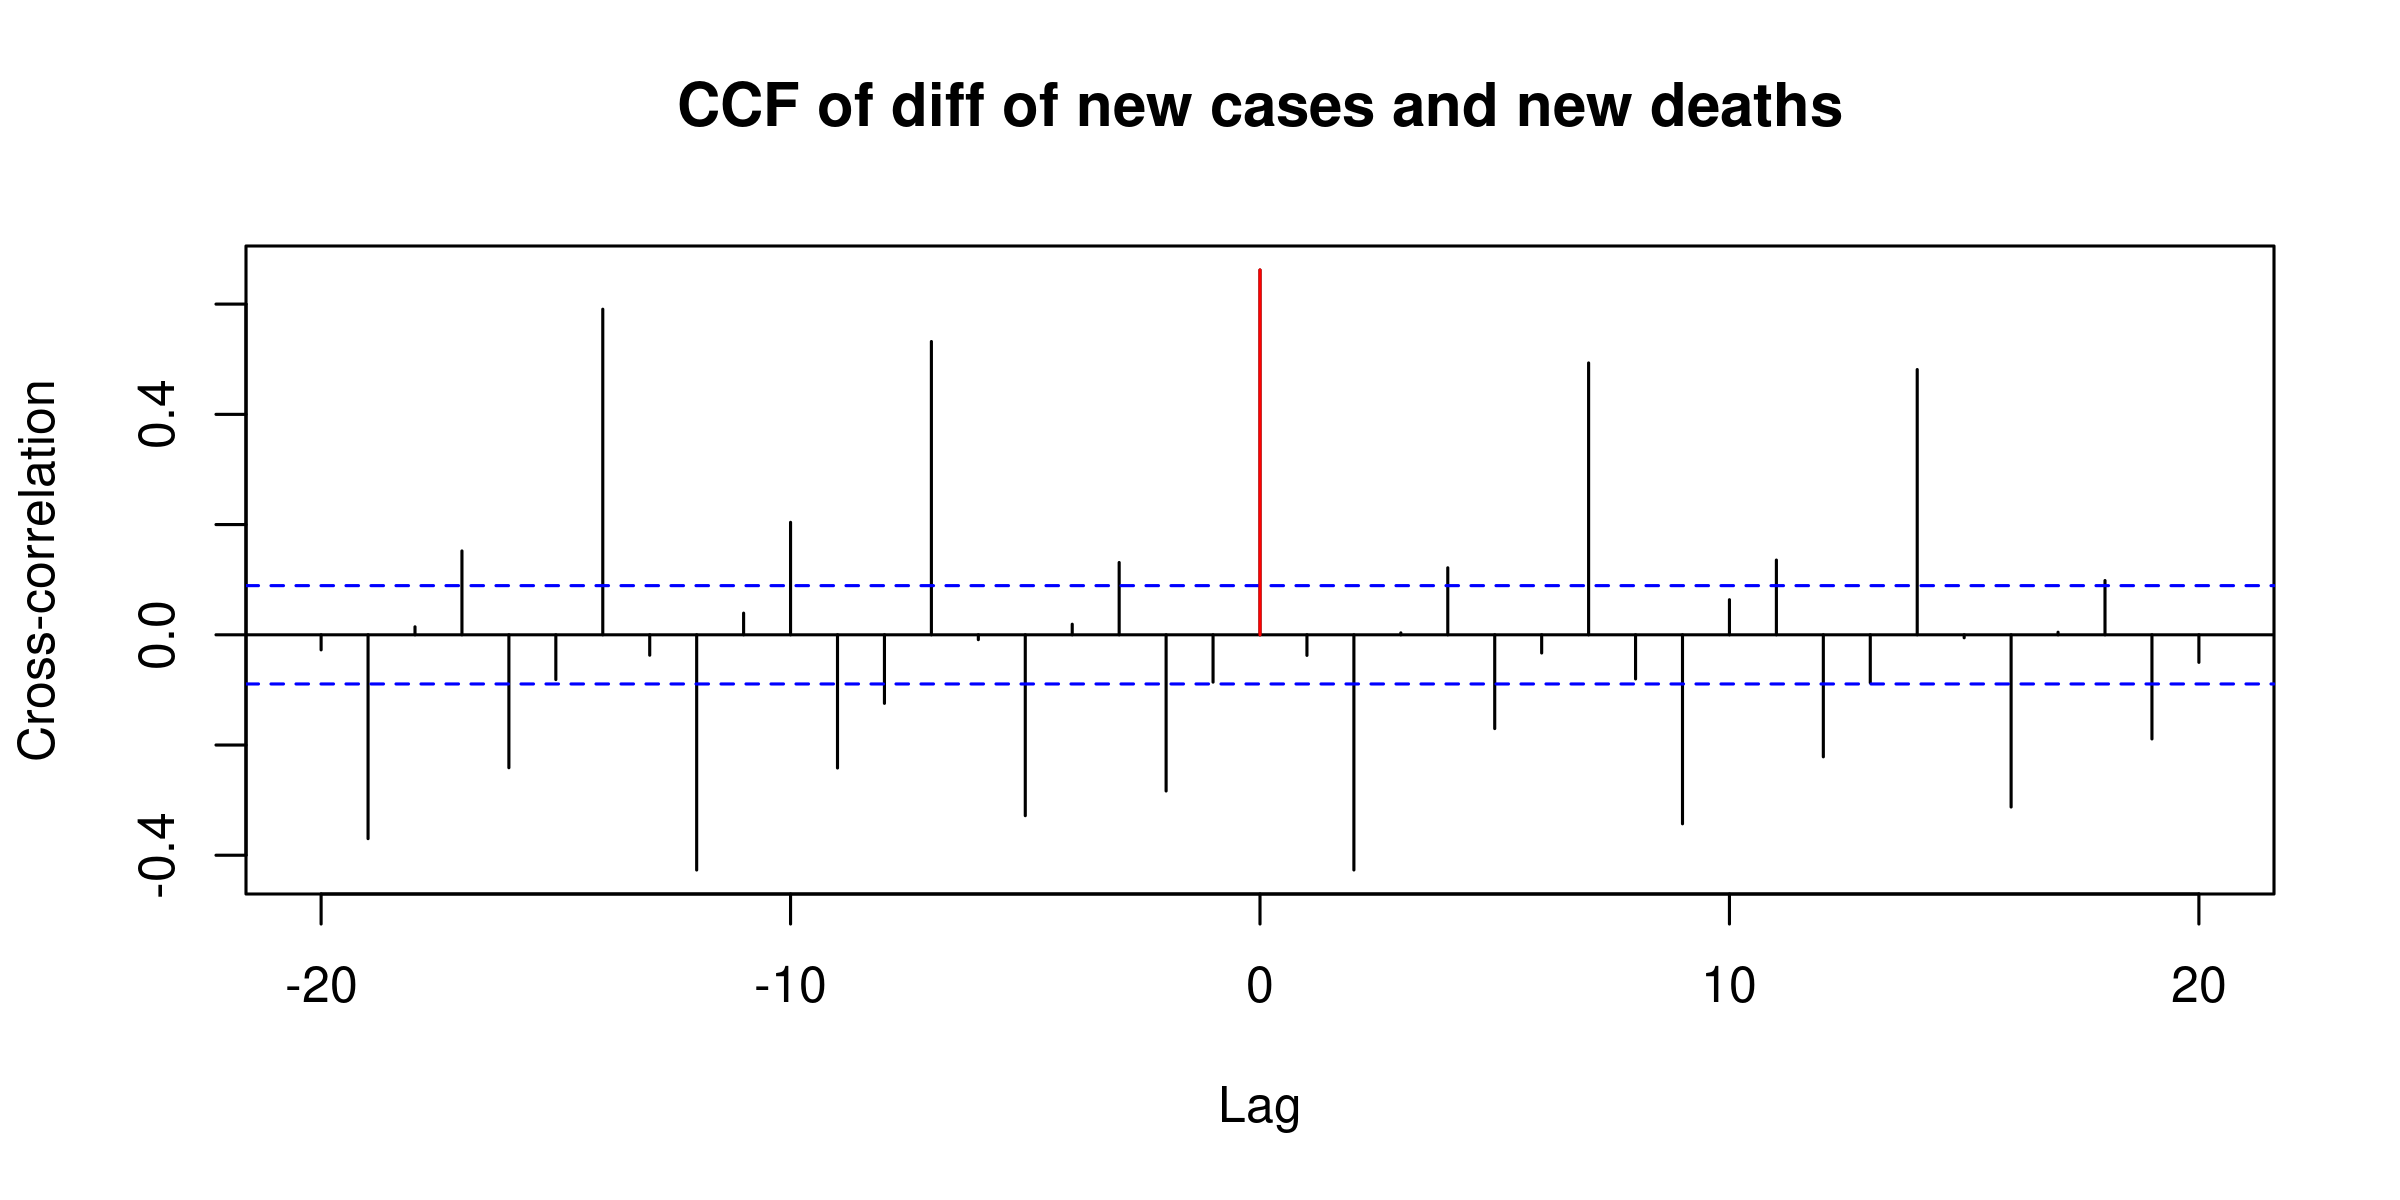 CCF of diff of new cases and new deaths
Cross-correlation
0.4
0.0
-0.4
-20 -10 0 10 20
Lag